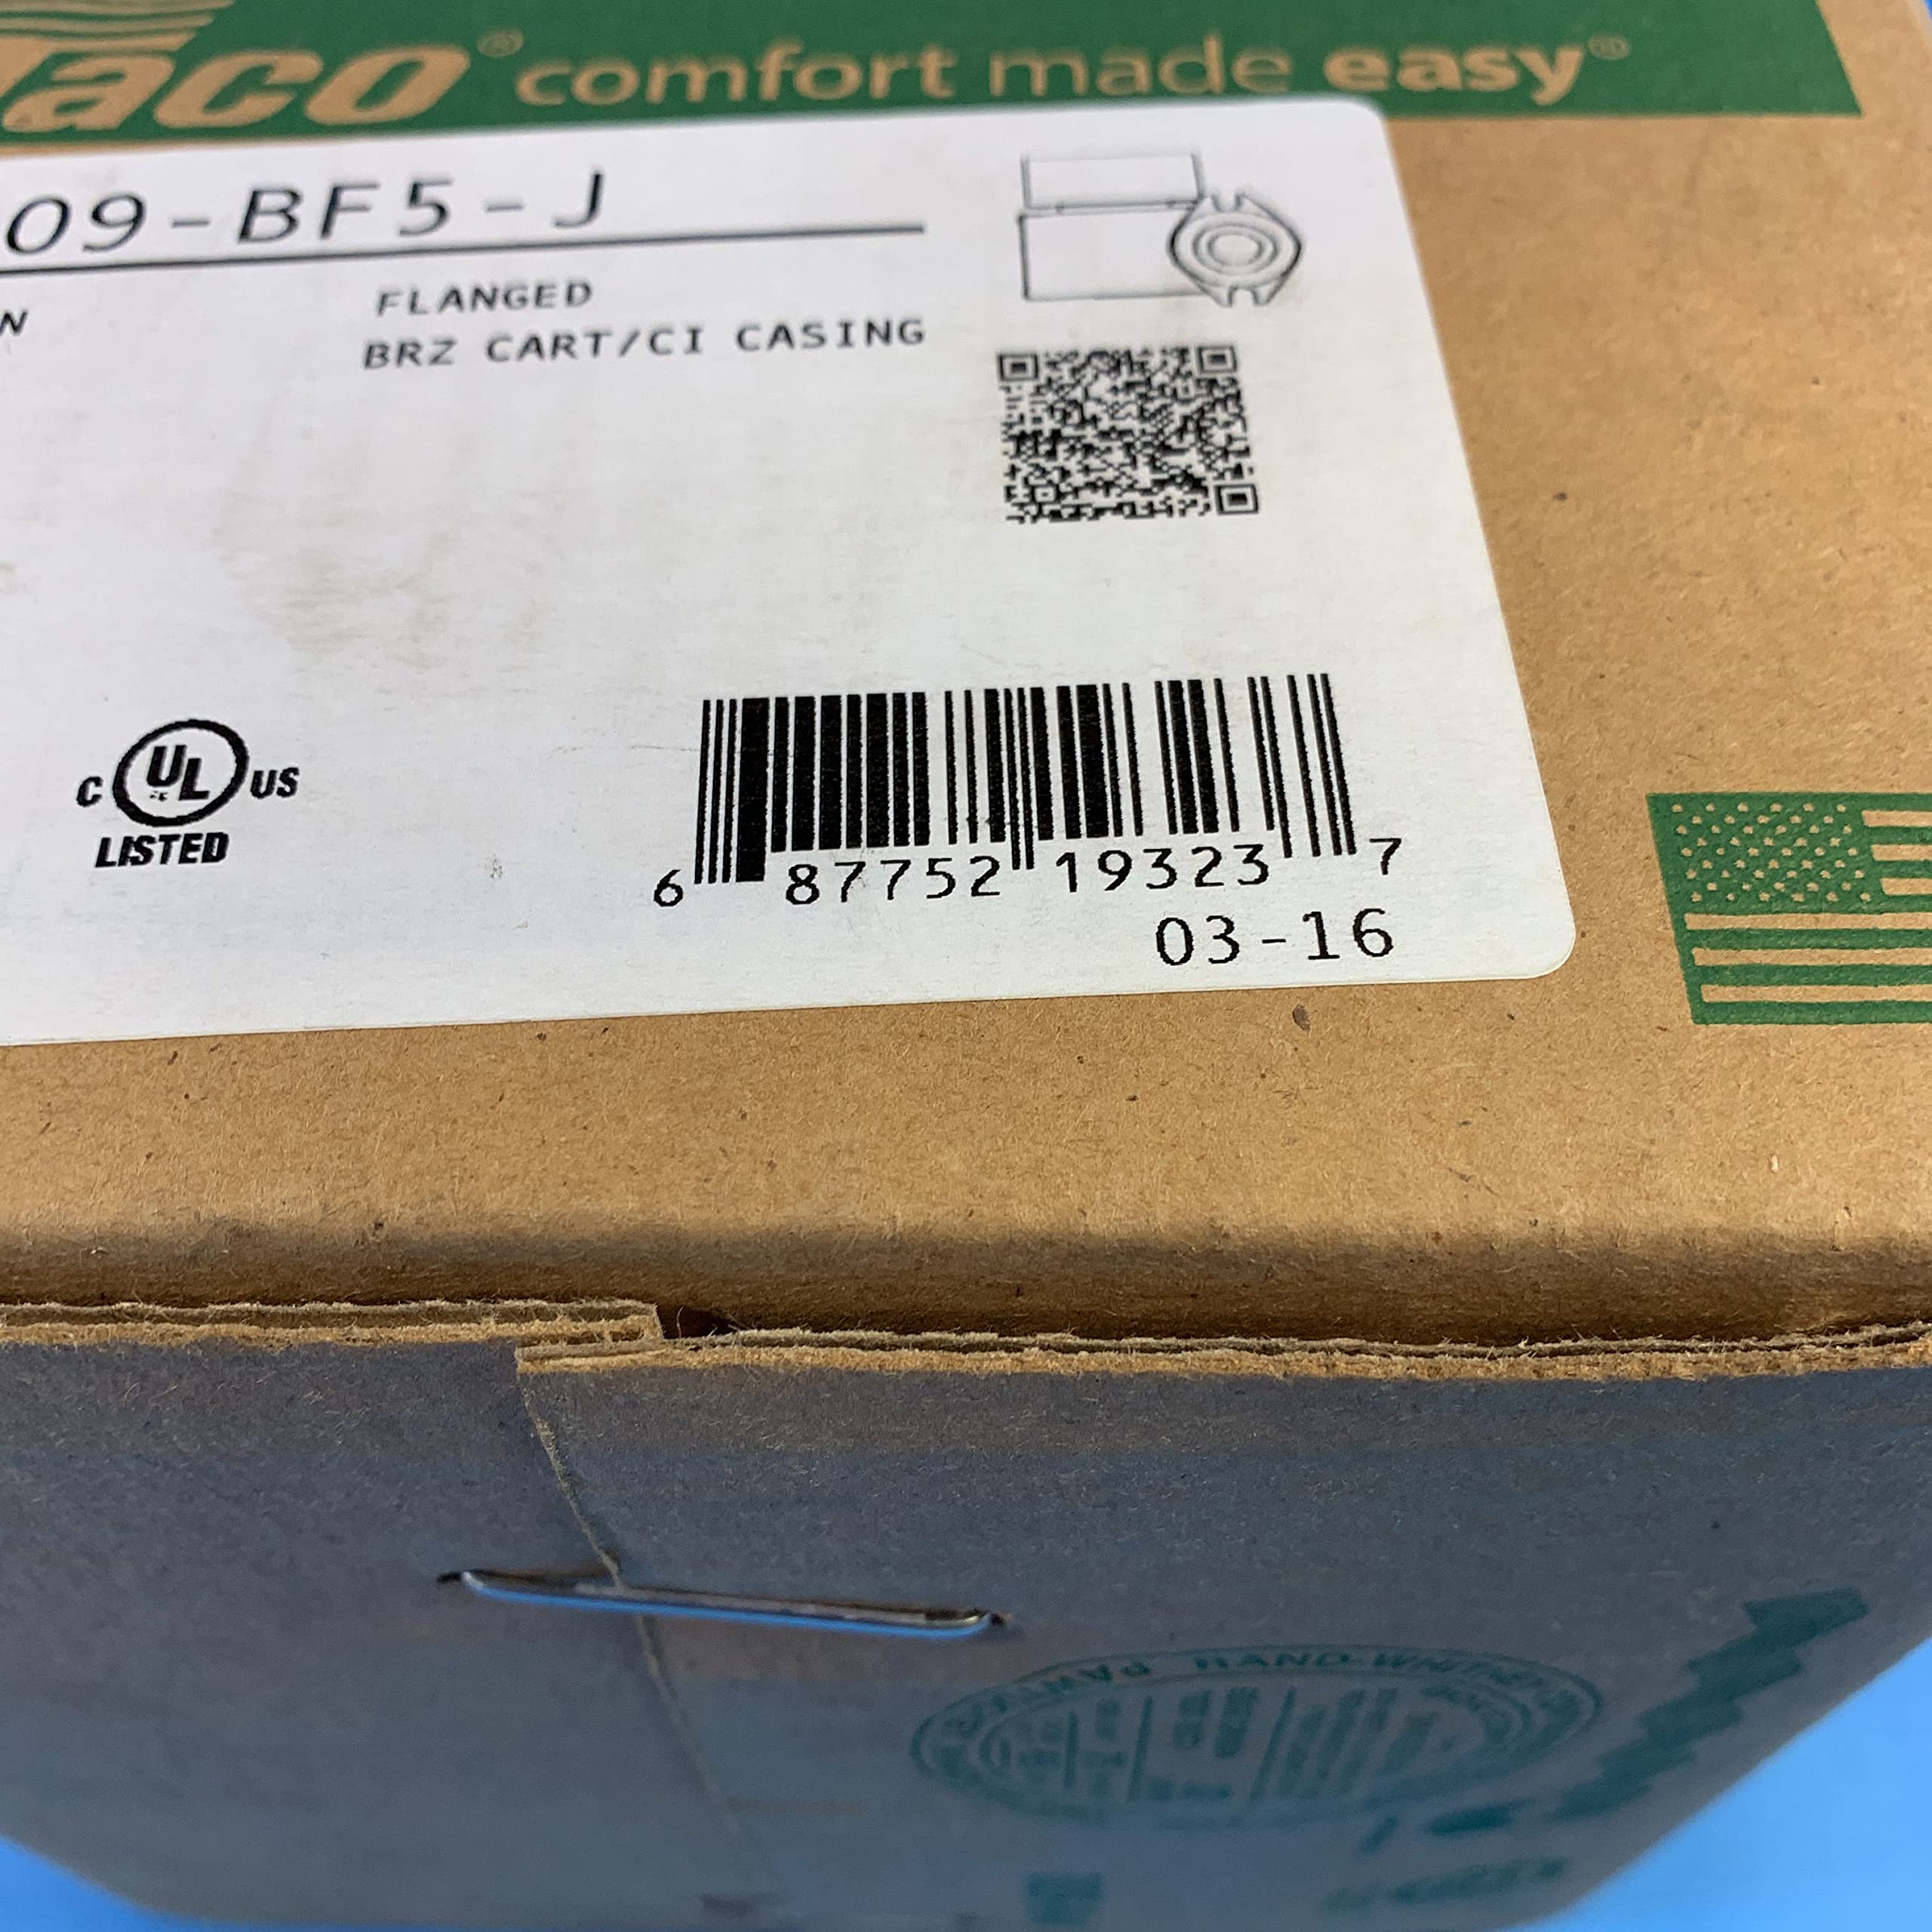 Taco® comfort made easy®
09-BF5-J
FLANGED
BRZ CART/CI CASING
C UL US
LISTED
6 87752 19323 7
03-16